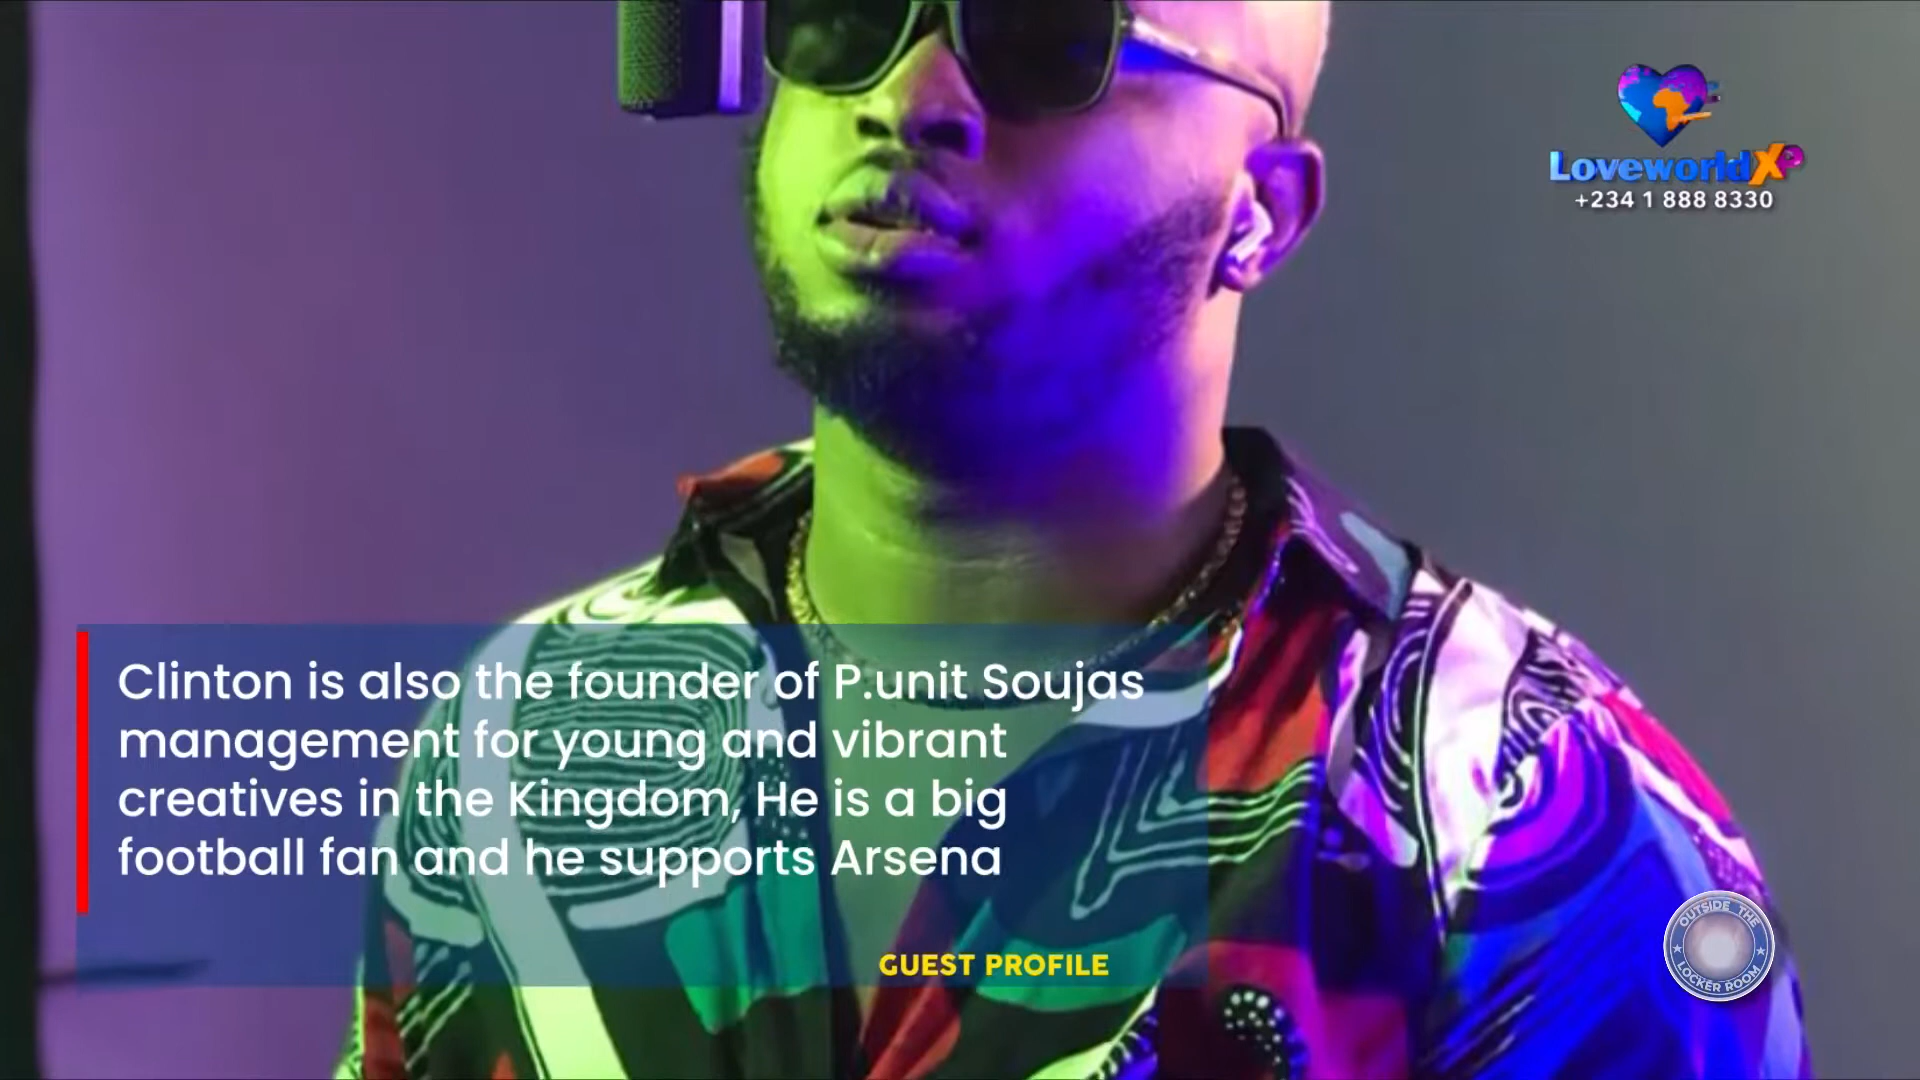 LoveworldXP
+234 1 888 8330
Clinton is also the founder of P.unit Soujas
management for young and vibrant
creatives in the Kingdom, He is a big
football fan and he supports Arsena
GUEST PROFILE
OUTSIDE THE
LOCKER ROOM